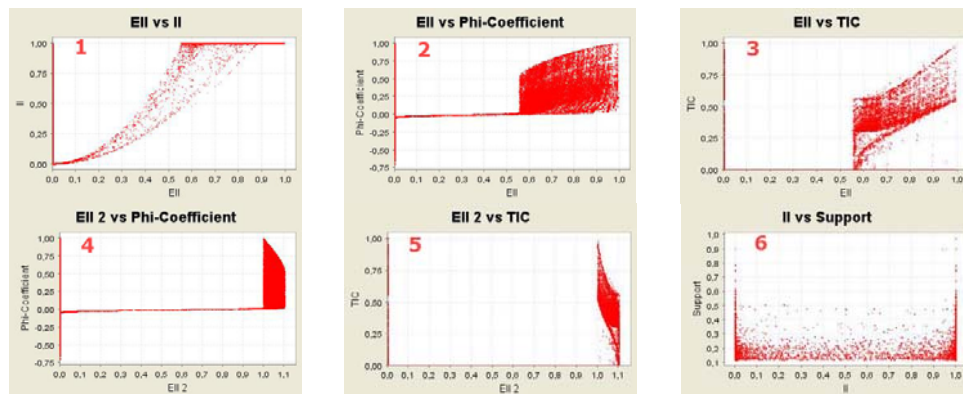 EII vs II
1
1,00
0,75
0,50
0,25
0,00
II
0,0 0,1 0,2 0,3 0,4 0,5 0,6 0,7 0,8 0,9 1,0
EII
EII vs Phi-Coefficient
2
1,00
0,75
0,50
0,25
0,00
-0,25
-0,50
-0,75
Phi-Coefficient
0,0 0,1 0,2 0,3 0,4 0,5 0,6 0,7 0,8 0,9 1,0
EII
EII vs TIC
3
1,00
0,75
0,50
0,25
0,00
TIC
0,0 0,1 0,2 0,3 0,4 0,5 0,6 0,7 0,8 0,9 1,0
EII
EII 2 vs Phi-Coefficient
4
1,00
0,75
0,50
0,25
0,00
-0,25
-0,50
-0,75
Phi-Coefficient
0,0 0,1 0,2 0,3 0,4 0,5 0,6 0,7 0,8 0,9 1,0 1,1
EII 2
EII 2 vs TIC
5
1,00
0,75
0,50
0,25
0,00
TIC
0,0 0,1 0,2 0,3 0,4 0,5 0,6 0,7 0,8 0,9 1,0 1,1
EII 2
II vs Support
6
1,0
0,9
0,8
0,7
0,6
0,5
0,4
0,3
0,2
0,1
Support
0,0 0,1 0,2 0,3 0,4 0,5 0,6 0,7 0,8 0,9 1,0
II